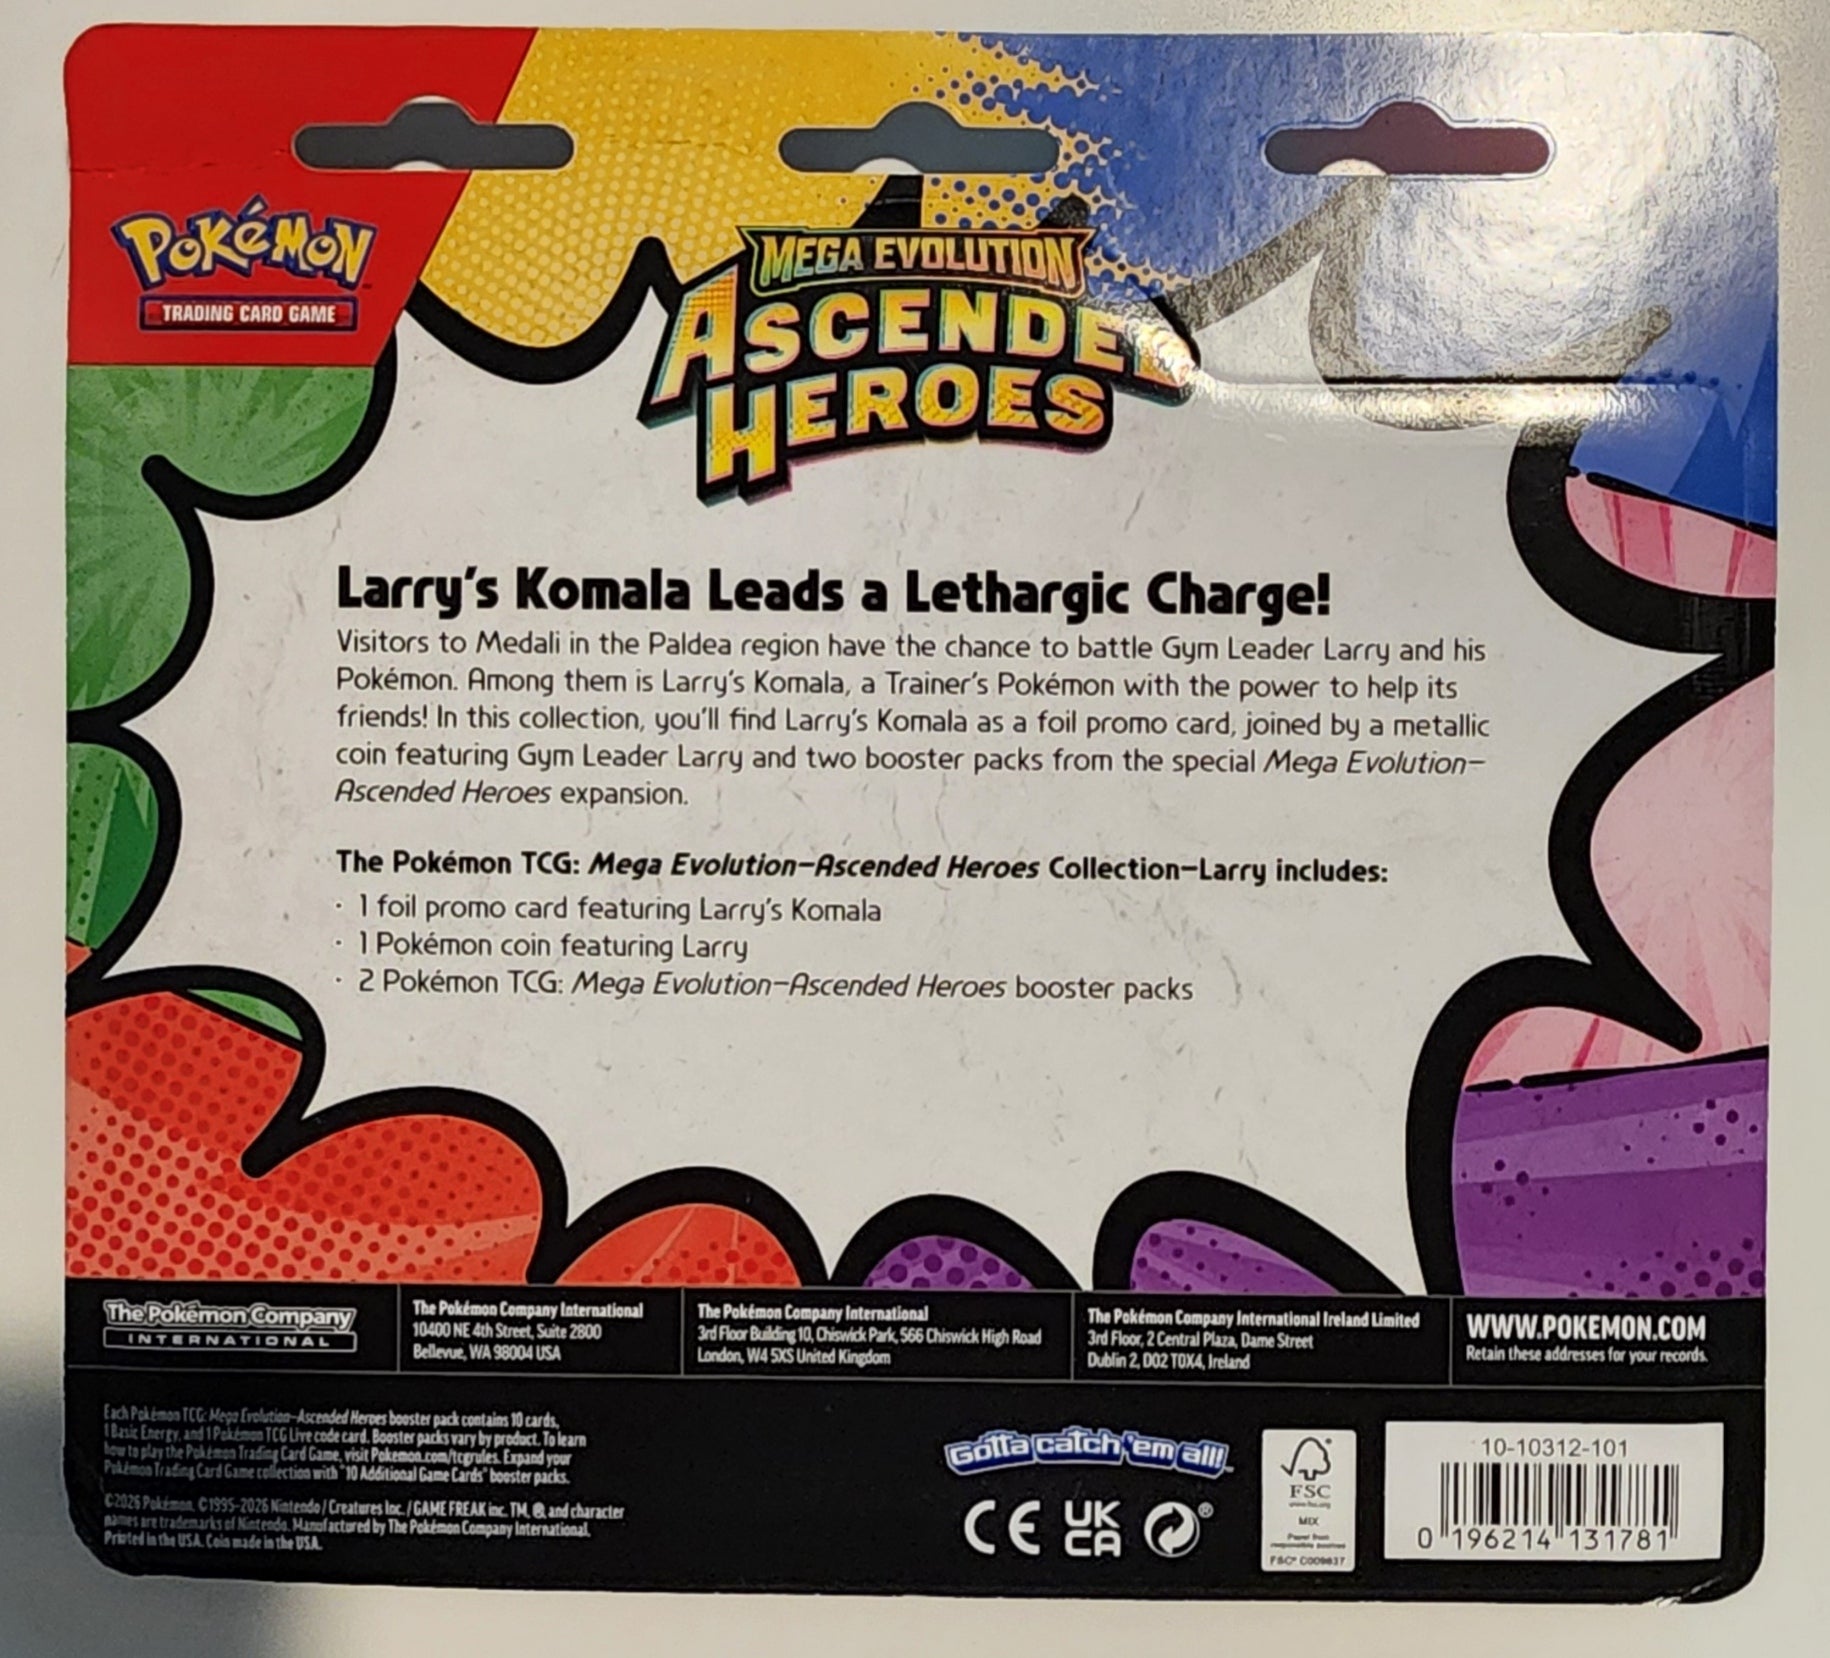 POKéMON
TRADING CARD GAME
MEGA EVOLUTION
ASCENDED
HEROES
Larry's Komala Leads a Lethargic Charge!
Visitors to Medali in the Paldea region have the chance to battle Gym Leader Larry and his
Pokémon. Among them is Larry's Komala, a Trainer's Pokémon with the power to help its
friends! In this collection, you'll find Larry's Komala as a foil promo card, joined by a metallic
coin featuring Gym Leader Larry and two booster packs from the special Mega Evolution—
Ascended Heroes expansion.
The Pokémon TCG: Mega Evolution—Ascended Heroes Collection—Larry includes:
· 1 foil promo card featuring Larry's Komala
· 1 Pokémon coin featuring Larry
· 2 Pokémon TCG: Mega Evolution—Ascended Heroes booster packs
The Pokémon Company
INTERNATIONAL
The Pokémon Company International
10400 NE 4th Street, Suite 2800
Bellevue, WA 98004 USA
The Pokémon Company International
3rd Floor Building 10, Chiswick Park, 566 Chiswick High Road
London, W4 5XS United Kingdom
The Pokémon Company International Ireland Limited
3rd Floor, 2 Central Plaza, Dame Street
Dublin 2, D02 T0X4, Ireland
WWW.POKEMON.COM
Retain these addresses for your records.
Each Pokémon TCG: Mega Evolution—Ascended Heroes booster pack contains 10 cards,
1 Basic Energy, and 1 Pokémon TCG Live code card. Booster packs vary by product. To learn
how to play the Pokémon Trading Card Game, visit Pokemon.com/tcgrules. Expand your
Pokémon Trading Card Game collection with "10 Additional Game Cards" booster packs.
©2026 Pokémon. ©1995–2026 Nintendo / Creatures Inc. / GAME FREAK inc. TM, ®, and character
names are trademarks of Nintendo. Manufactured by The Pokémon Company International.
Printed in the USA. Coin made in the USA.
Gotta catch 'em all!™
CE UK
CA ®
FSC
www.fsc.org
MIX
Paper from
responsible sources
FSC® C009637
10-10312-101
0 196214 131781